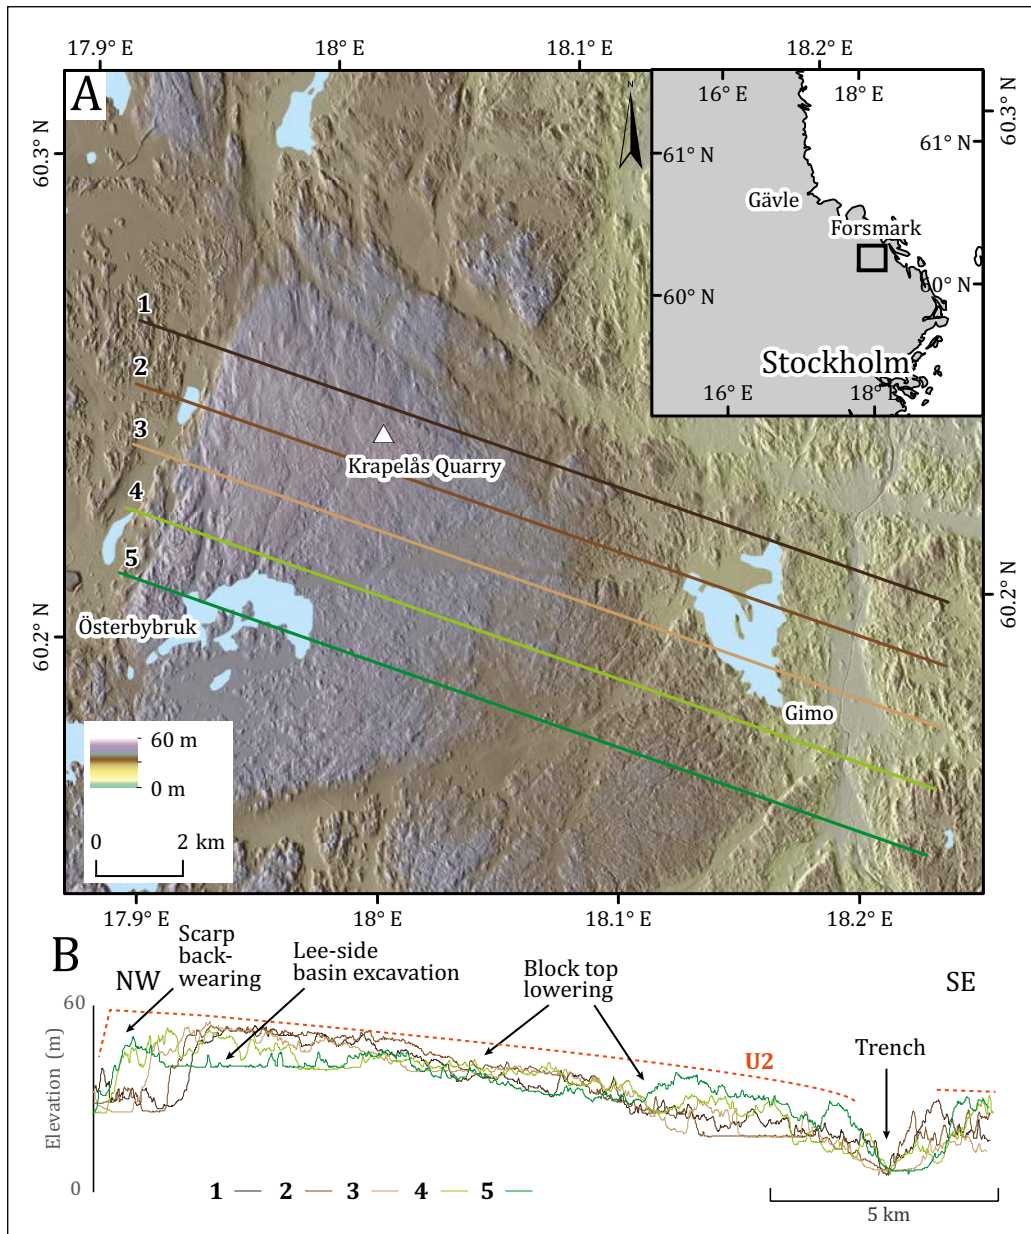 17.9° E
18° E
18.1° E
18.2° E
A
N
16° E
18° E
60.3° N
61° N
61° N
60.3° N
Gävle
Forsmark
60° N
60° N
Stockholm
16° E
18° E
1
2
3
Krapelås Quarry
4
5
60.2° N
60.2° N
Österbybruk
Gimo
60 m
0 m
0 2 km
17.9° E
18° E
18.1° E
18.2° E
B
NW
Scarp
back-
wearing
Lee-side
basin excavation
Block top
lowering
SE
60
Elevation (m)
0
U2
Trench
1 2 3 4 5
5 km